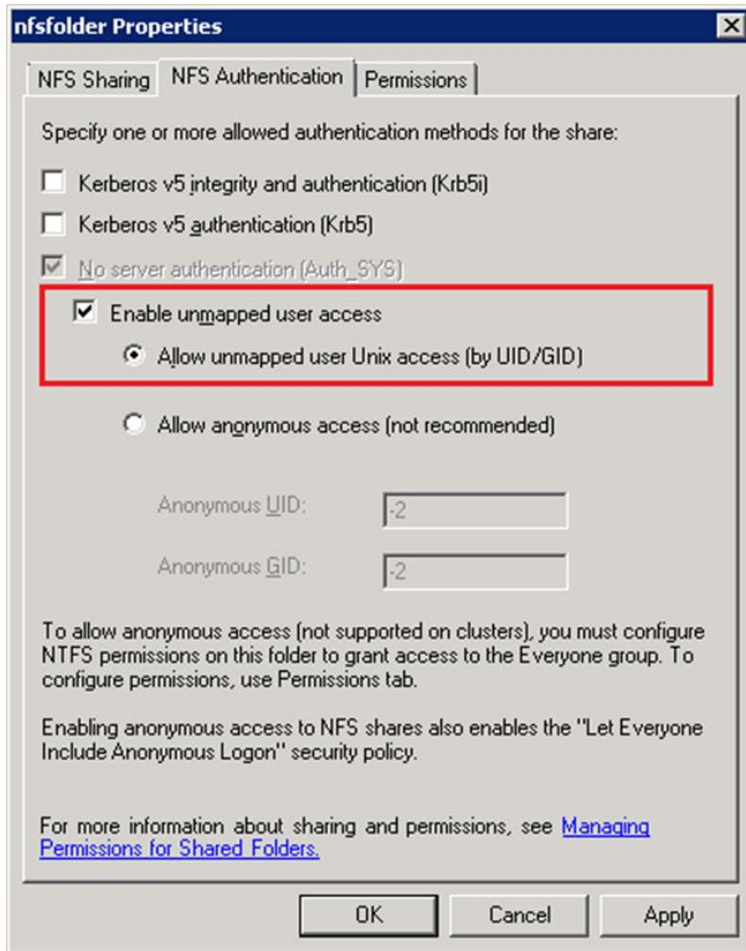 nfsfolder Properties
NFS Sharing
NFS Authentication
Permissions
Specify one or more allowed authentication methods for the share:
Kerberos v5 integrity and authentication (Krb5i)
Kerberos v5 authentication (Krb5)
No server authentication (Auth_SYS)
Enable unmapped user access
Allow unmapped user Unix access (by UID/GID)
Allow anonymous access (not recommended)
Anonymous UID:
-2
Anonymous GID:
-2
To allow anonymous access (not supported on clusters), you must configure
NTFS permissions on this folder to grant access to the Everyone group. To
configure permissions, use Permissions tab.
Enabling anonymous access to NFS shares also enables the "Let Everyone
Include Anonymous Logon" security policy.
For more information about sharing and permissions, see Managing
Permissions for Shared Folders.
OK
Cancel
Apply